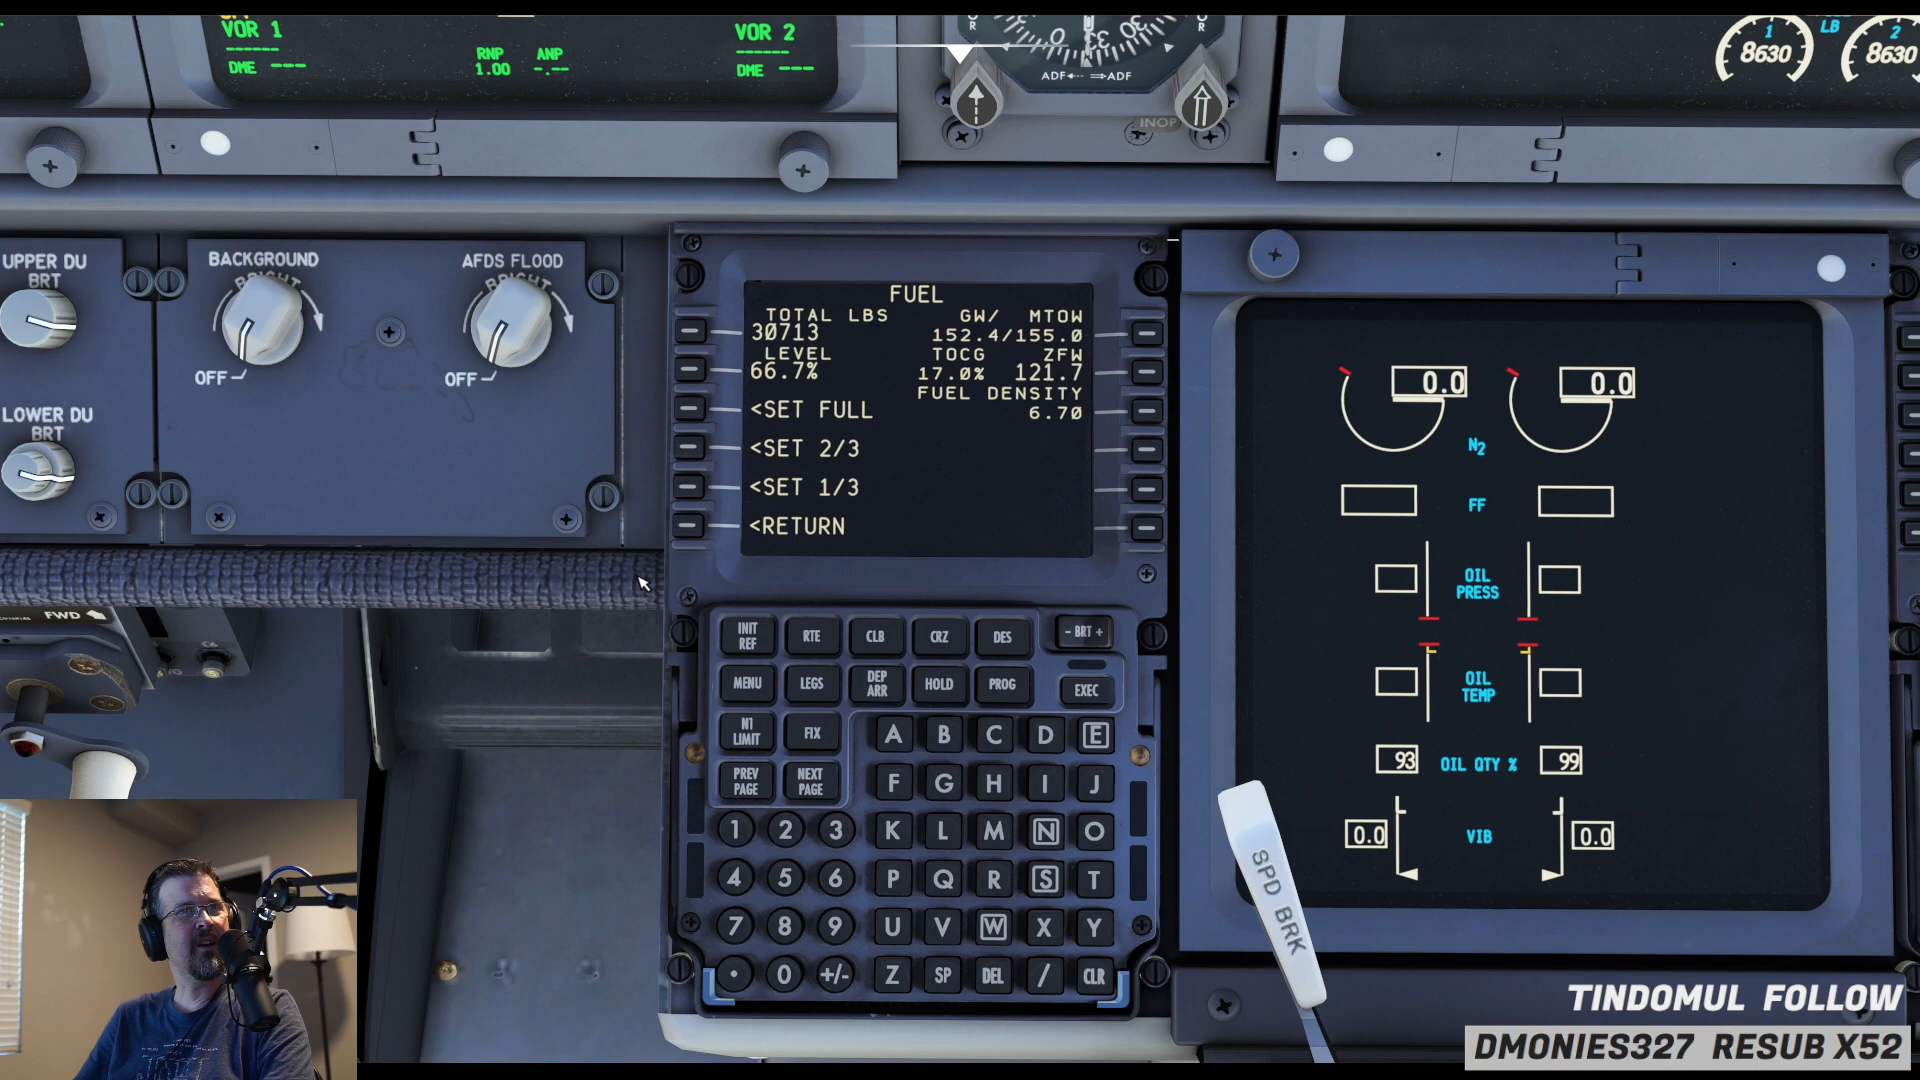 VOR 1
------
DME ---
RNP
1.00
ANP
-.--
VOR 2
------
DME ---
R
0
33
30
R
ADF
ADF
INOP
1
8630
LB
2
8630
UPPER DU
BRT
LOWER DU
BRT
BACKGROUND
BRIGHT
OFF
AFDS FLOOD
BRIGHT
OFF
FUEL
TOTAL LBS GW/ MTOW
30713 152.4/155.0
LEVEL TOCG ZFW
66.7% 17.0% 121.7
FUEL DENSITY
<SET FULL 6.70
<SET 2/3
<SET 1/3
<RETURN
0.0 0.0
N2
FF
OIL
PRESS
OIL
TEMP
93 OIL QTY % 99
0.0 VIB 0.0
FWD
INIT
REF
RTE
CLB
CRZ
DES
- BRT +
MENU
LEGS
DEP
ARR
HOLD
PROG
EXEC
N1
LIMIT
FIX
PREV
PAGE
NEXT
PAGE
A B C D E
F G H I J
1 2 3 K L M N O
4 5 6 P Q R S T
7 8 9 U V W X Y
. 0 +/- Z SP DEL / CLR
SPD BRK
TINDOMUL FOLLOW
DMONIES327 RESUB X52